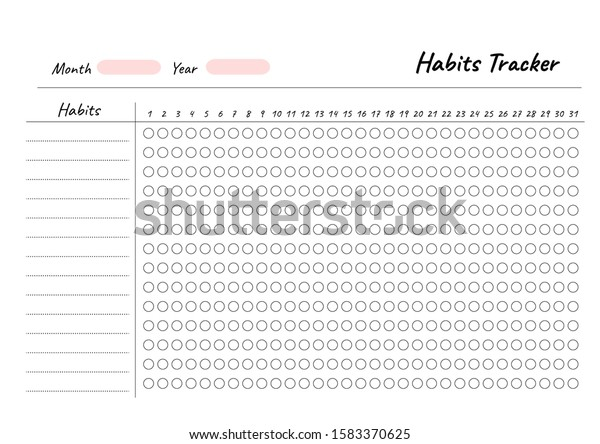 Month Year Habits Tracker
Habits 1 2 3 4 5 6 7 8 9 10 11 12 13 14 15 16 17 18 19 20 21 22 23 24 25 26 27 28 29 30 31
shutterstock
shutterstock.com · 1583370625